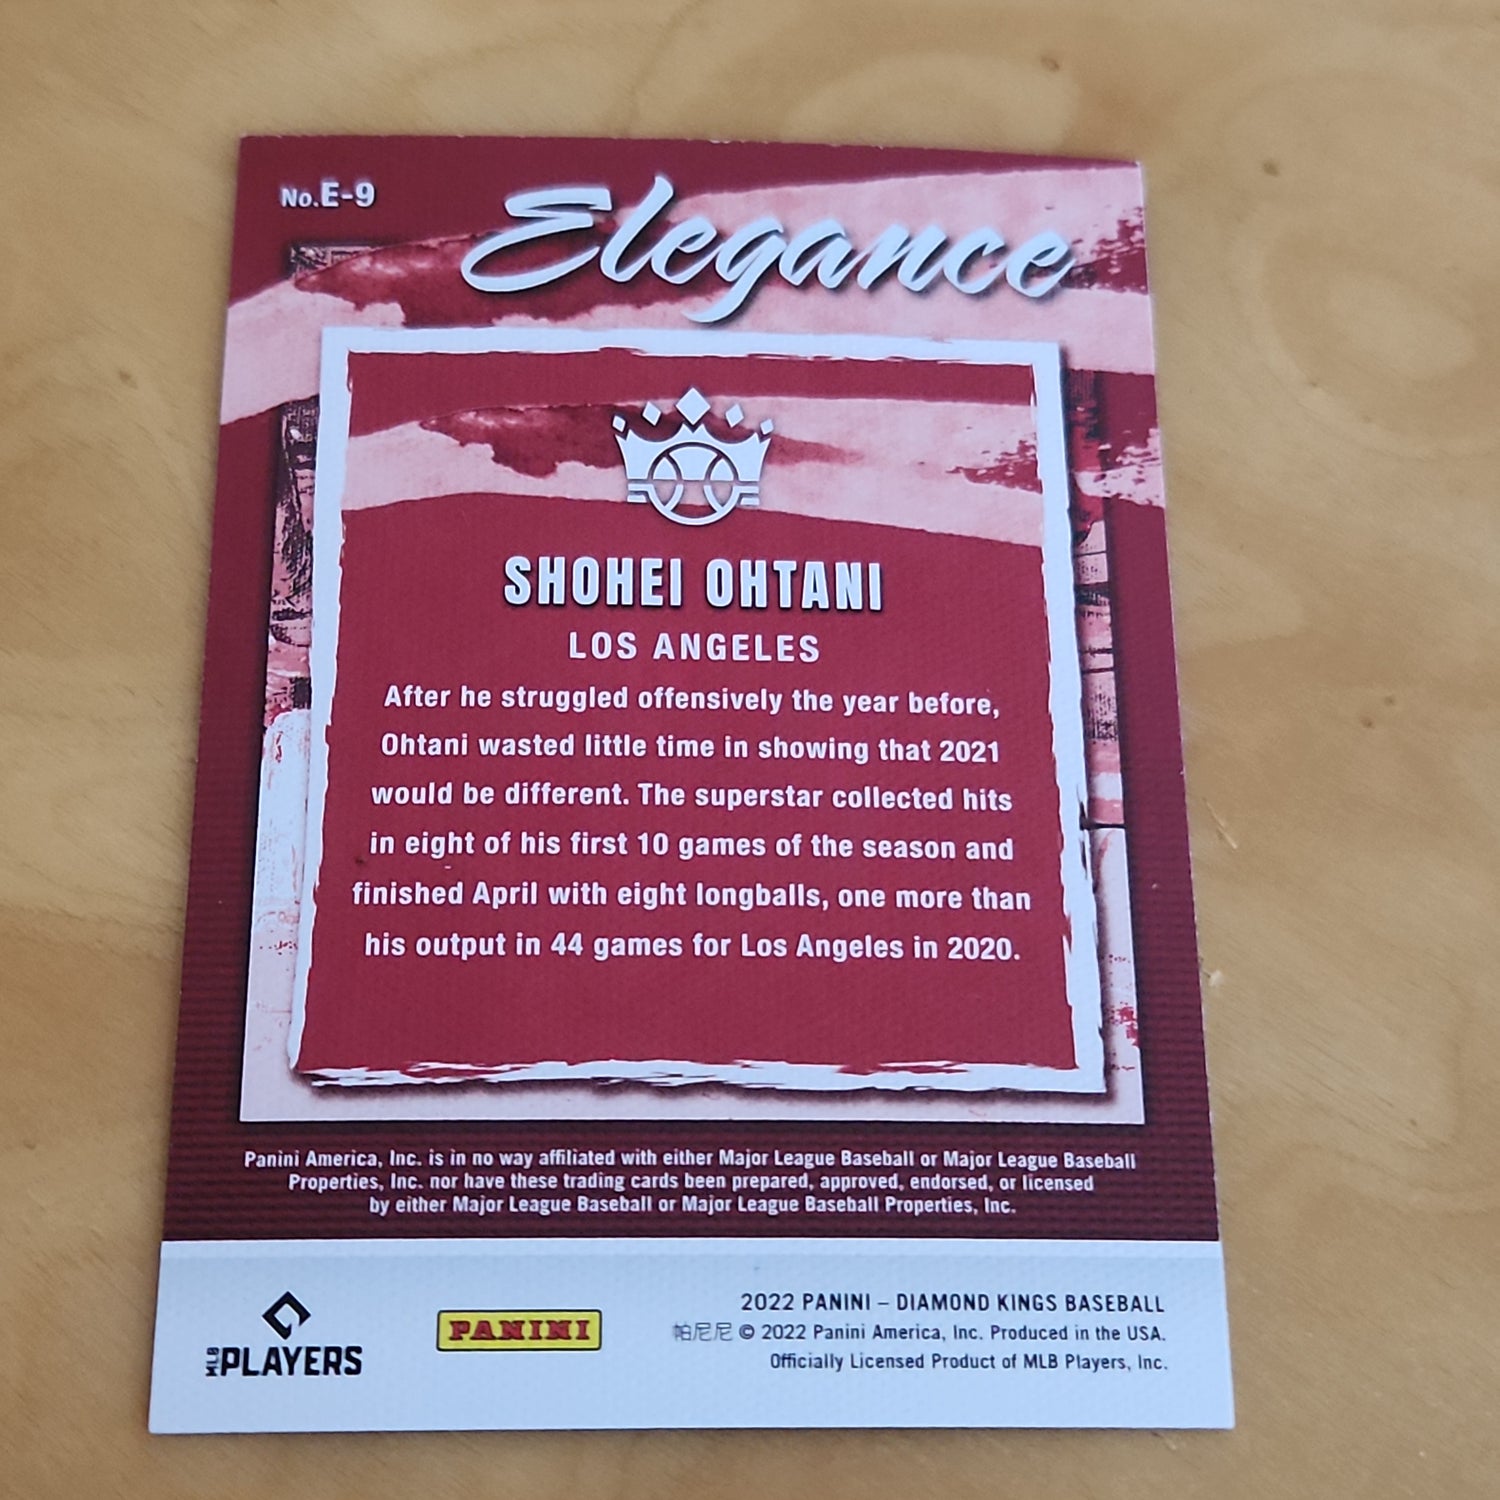 No.E-9
Elegance
SHOHEI OHTANI
LOS ANGELES
After he struggled offensively the year before,
Ohtani wasted little time in showing that 2021
would be different. The superstar collected hits
in eight of his first 10 games of the season and
finished April with eight longballs, one more than
his output in 44 games for Los Angeles in 2020.
Panini America, Inc. is in no way affiliated with either Major League Baseball or Major League Baseball
Properties, Inc. nor have these trading cards been prepared, approved, endorsed, or licensed
by either Major League Baseball or Major League Baseball Properties, Inc.
MLB PLAYERS
PANINI
2022 PANINI – DIAMOND KINGS BASEBALL
帕尼尼 © 2022 Panini America, Inc. Produced in the USA.
Officially Licensed Product of MLB Players, Inc.